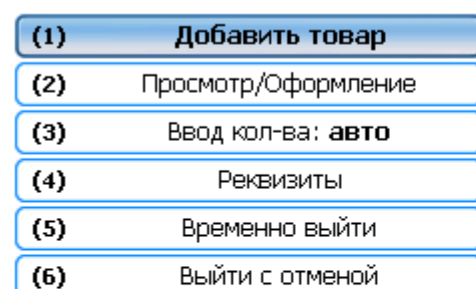 (1) Добавить товар
(2) Просмотр/Оформление
(3) Ввод кол-ва: авто
(4) Реквизиты
(5) Временно выйти
(6) Выйти с отменой